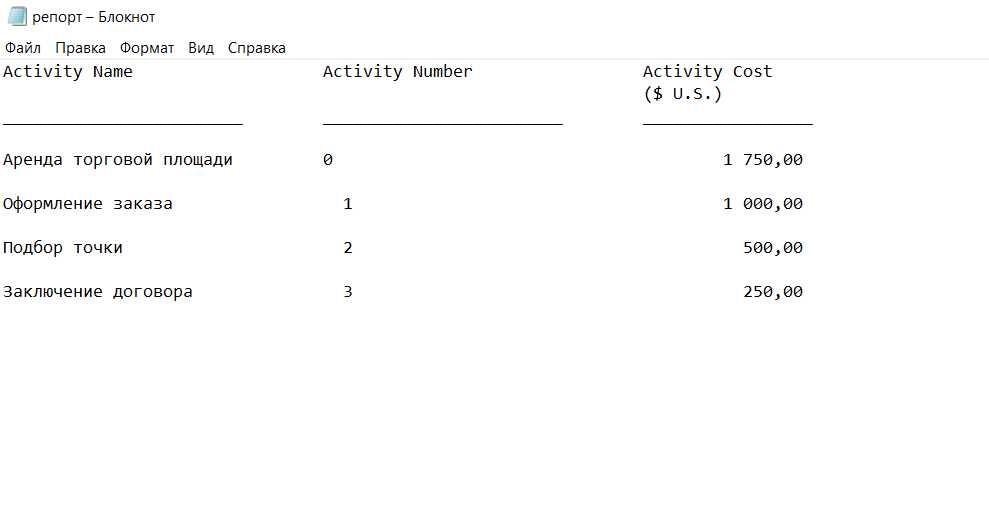 репорт – Блокнот
Файл Правка Формат Вид Справка
Activity Name Activity Number Activity Cost
($ U.S.)
Аренда торговой площади 0 1 750,00
Оформление заказа 1 1 000,00
Подбор точки 2 500,00
Заключение договора 3 250,00